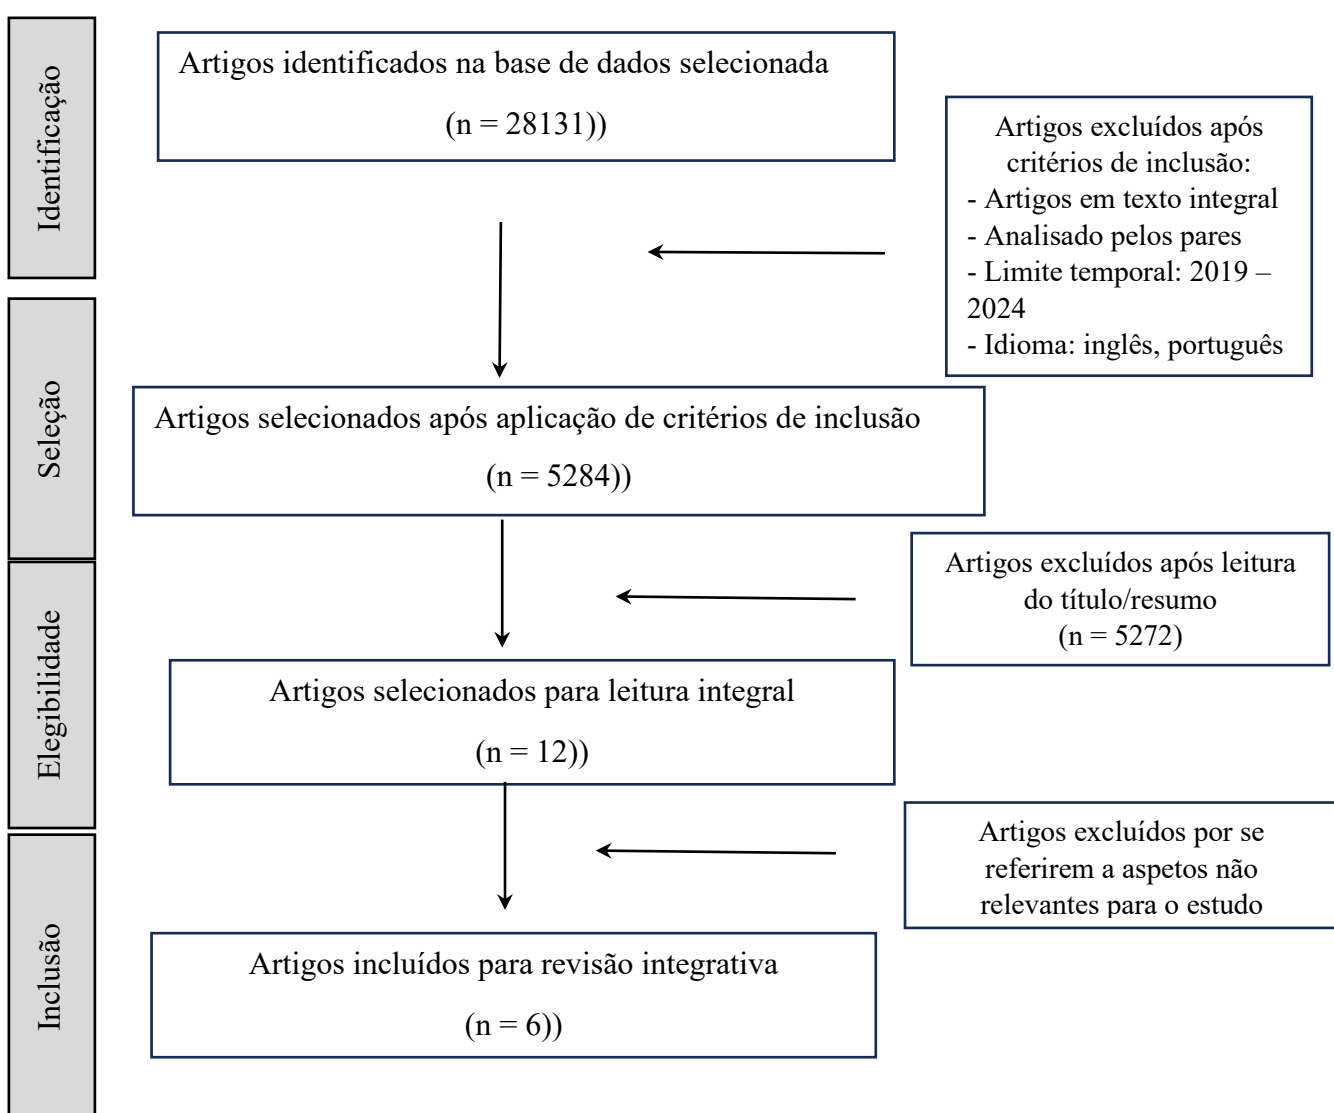 Identificação
Artigos identificados na base de dados selecionada
(n = 28131))
Artigos excluídos após
critérios de inclusão:
- Artigos em texto integral
- Analisado pelos pares
- Limite temporal: 2019 –
2024
- Idioma: inglês, português
Seleção
Artigos selecionados após aplicação de critérios de inclusão
(n = 5284))
Artigos excluídos após leitura
do título/resumo
(n = 5272)
Elegibilidade
Artigos selecionados para leitura integral
(n = 12))
Artigos excluídos por se
referirem a aspetos não
relevantes para o estudo
Inclusão
Artigos incluídos para revisão integrativa
(n = 6))